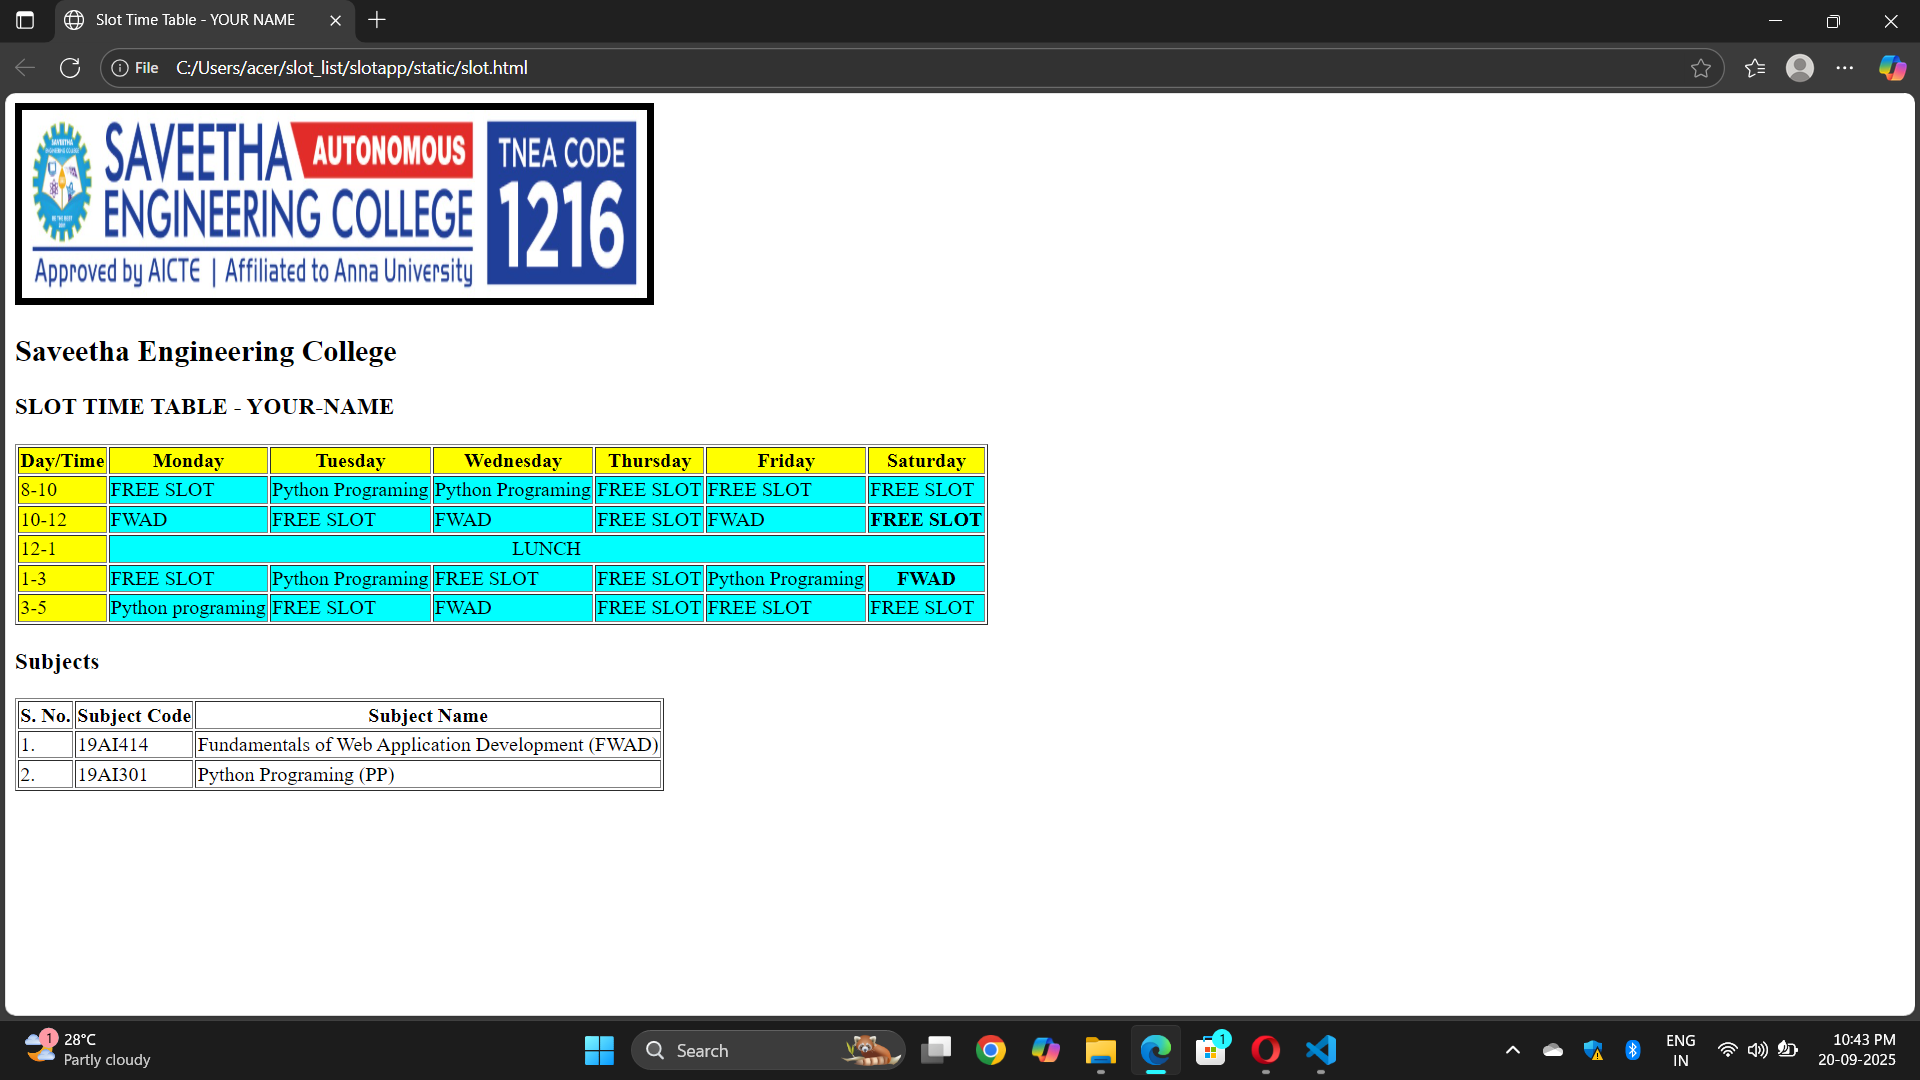 Slot Time Table - YOUR NAME
File C:/Users/acer/slot_list/slotapp/static/slot.html
SAVEETHA AUTONOMOUS
ENGINEERING COLLEGE
Approved by AICTE | Affiliated to Anna University
TNEA CODE
1216
Saveetha Engineering College
SLOT TIME TABLE - YOUR-NAME
Day/Time Monday Tuesday Wednesday Thursday Friday Saturday
8-10 FREE SLOT Python Programing Python Programing FREE SLOT FREE SLOT FREE SLOT
10-12 FWAD FREE SLOT FWAD FREE SLOT FWAD FREE SLOT
12-1 LUNCH
1-3 FREE SLOT Python Programing FREE SLOT FREE SLOT Python Programing FWAD
3-5 Python programing FREE SLOT FWAD FREE SLOT FREE SLOT FREE SLOT
Subjects
S. No. Subject Code Subject Name
1. 19AI414 Fundamentals of Web Application Development (FWAD)
2. 19AI301 Python Programing (PP)
1
28°C
Partly cloudy
Search
1
ENG
IN
10:43 PM
20-09-2025